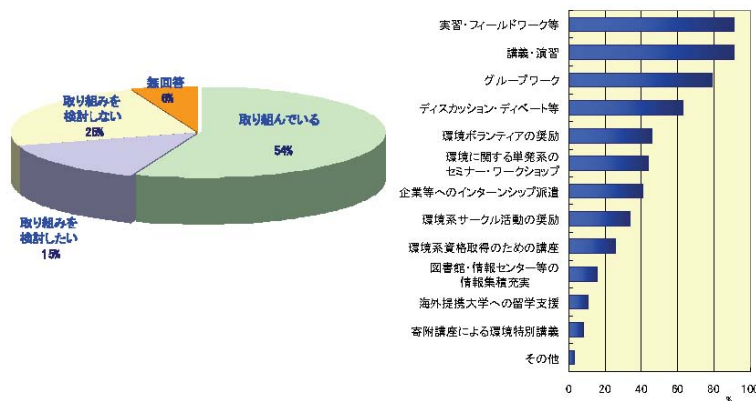 無回答
6%
取り組みを
検討しない
25%
取り組んでいる
54%
取り組みを
検討したい
15%
実習・フィールドワーク等
講義・演習
グループワーク
ディスカッション・ディベート等
環境ボランティアの奨励
環境に関する単発系の
セミナー・ワークショップ
企業等へのインターンシップ派遣
環境系サークル活動の奨励
環境系資格取得のための講座
図書館・情報センター等の
情報集積充実
海外提携大学への留学支援
寄附講座による環境特別講義
その他
0 20 40 60 80 100
%